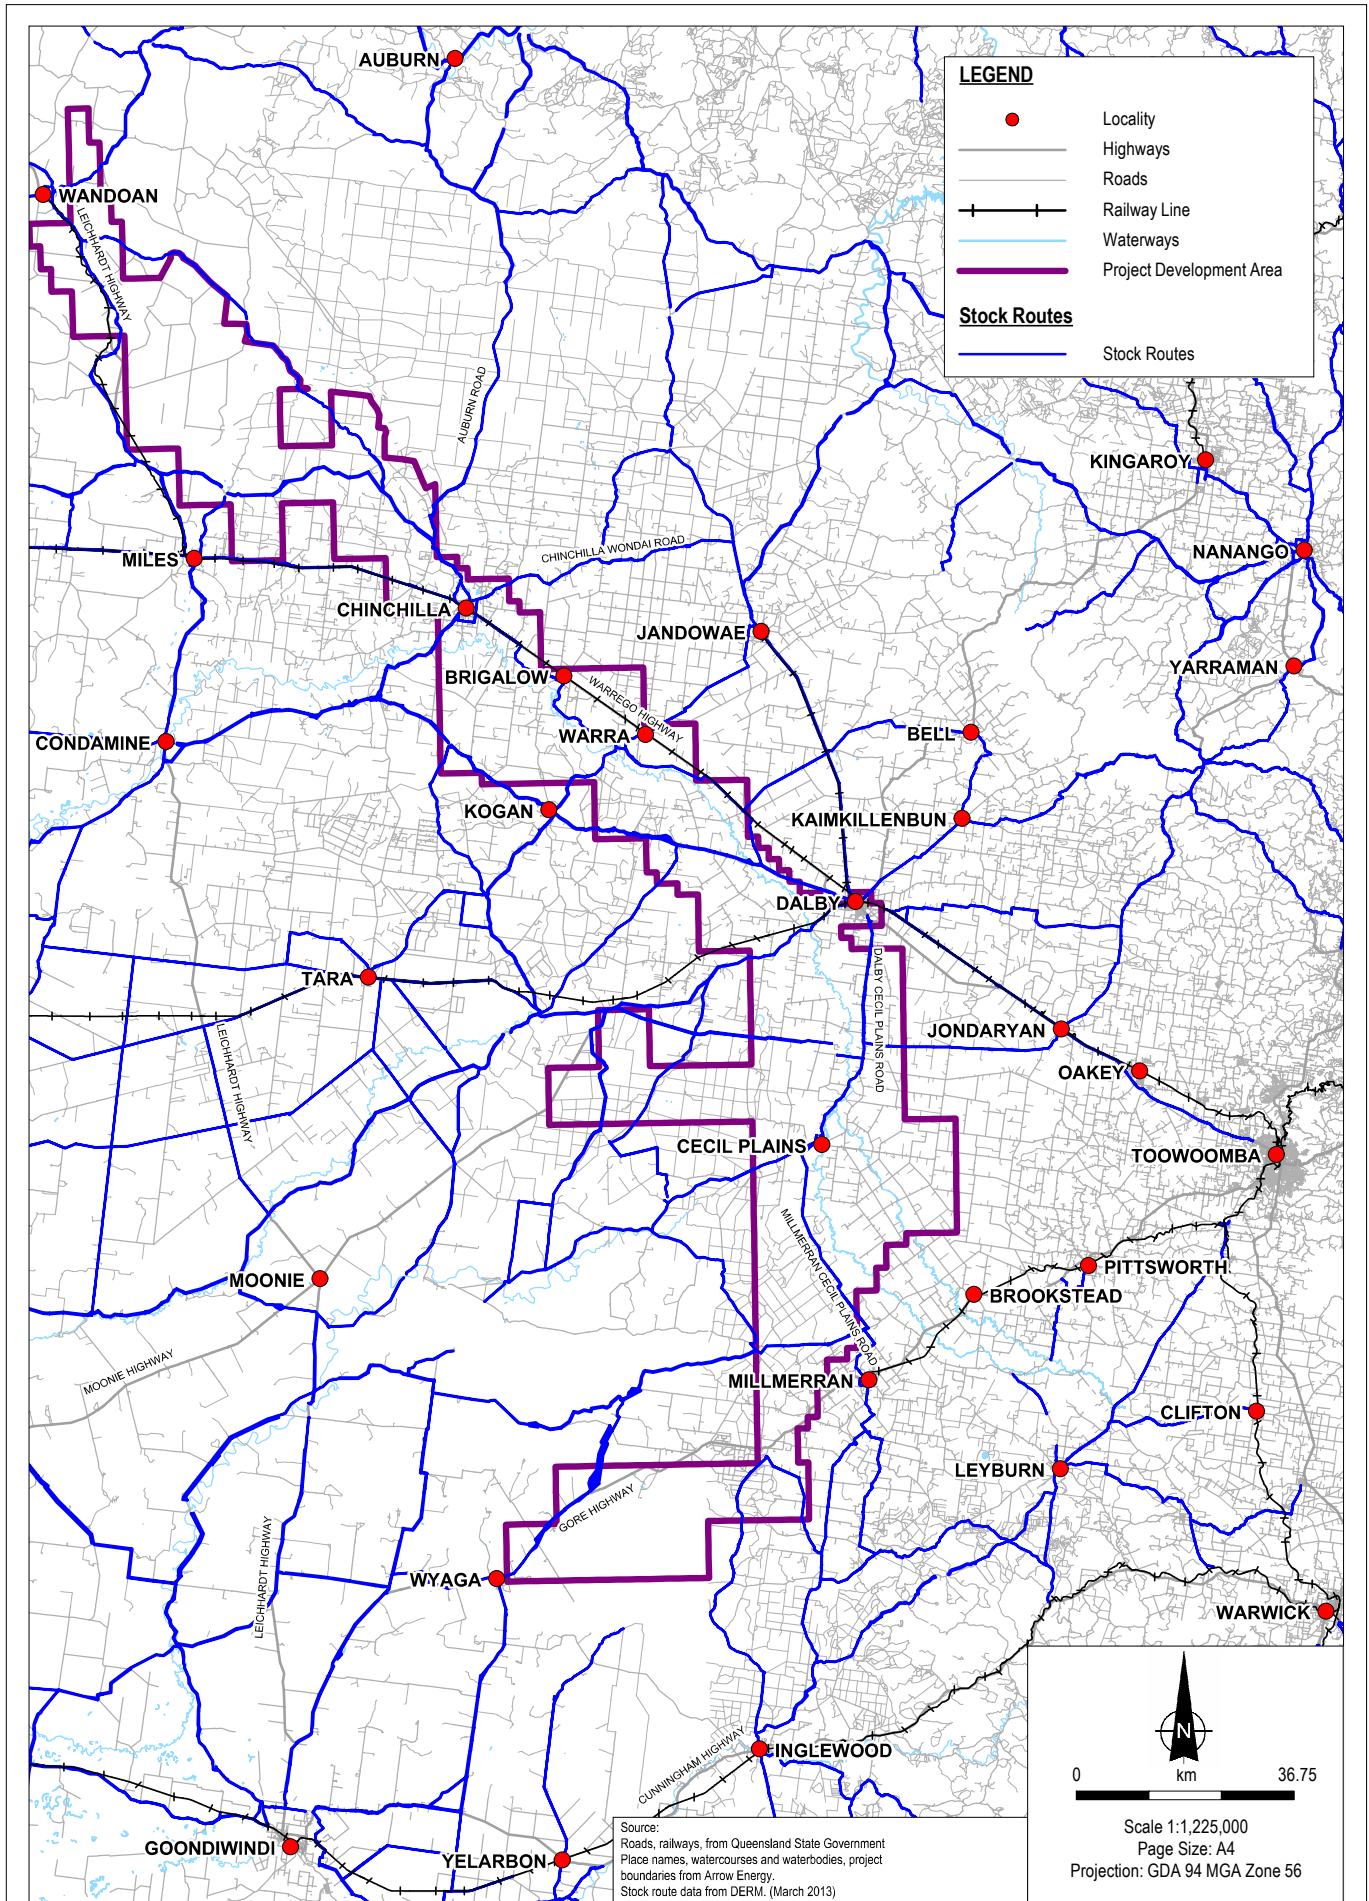 AUBURN
LEGEND
Locality
Highways
Roads
Railway Line
Waterways
Project Development Area
Stock Routes
Stock Routes
WANDOAN
LEICHHARDT HIGHWAY
AUBURN ROAD
KINGAROY
CHINCHILLA WONDAI ROAD
NANANGO
MILES
CHINCHILLA
JANDOWAE
YARRAMAN
BRIGALOW
WARREGO HIGHWAY
WARRA
BELL
CONDAMINE
KOGAN
KAIMKILLENBUN
DALBY
TARA
DALBY CECIL PLAINS ROAD
JONDARYAN
LEICHHARDT HIGHWAY
OAKEY
CECIL PLAINS
TOOWOOMBA
MILLMERRAN CECIL PLAINS ROAD
MOONIE
PITTSWORTH
BROOKSTEAD
MOONIE HIGHWAY
MILLMERRAN
CLIFTON
LEYBURN
GORE HIGHWAY
LEICHHARDT HIGHWAY
WYAGA
WARWICK
INGLEWOOD
CUNNINGHAM HIGHWAY
GOONDIWINDI
YELARBON
N
0 km 36.75
Scale 1:1,225,000
Page Size: A4
Projection: GDA 94 MGA Zone 56
Source:
Roads, railways, from Queensland State Government
Place names, watercourses and waterbodies, project
boundaries from Arrow Energy.
Stock route data from DERM. (March 2013)